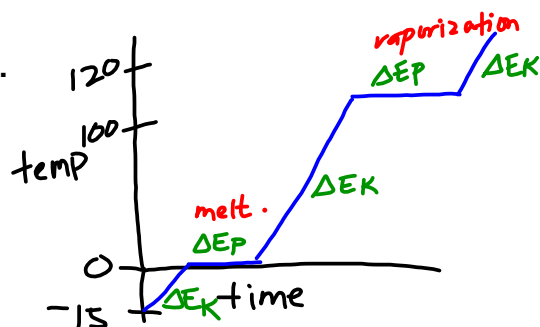 vaporization
120
ΔEP
ΔEK
100
temp
ΔEK
melt.
ΔEP
0
ΔEK
time
-15